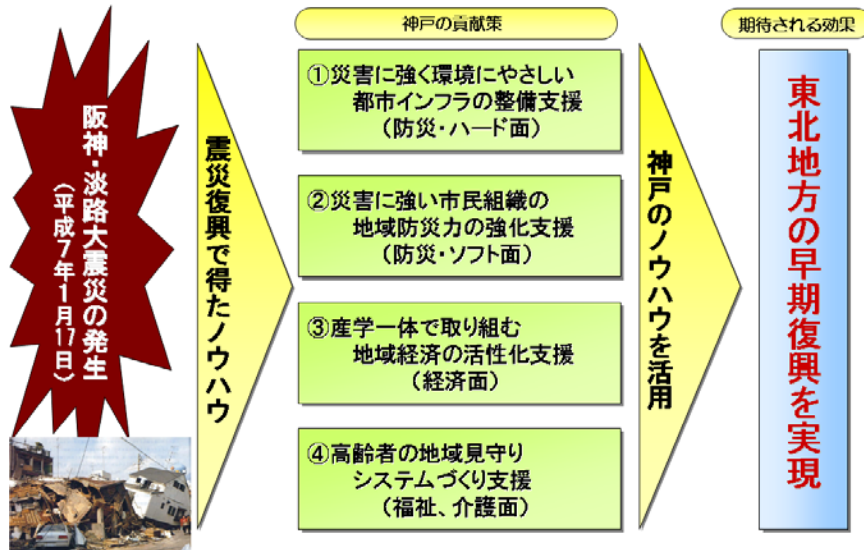 阪神・淡路大震災の発生
（平成７年１月17日）
震災復興で得たノウハウ
神戸の貢献策
①災害に強く環境にやさしい
都市インフラの整備支援
（防災・ハード面）
②災害に強い市民組織の
地域防災力の強化支援
（防災・ソフト面）
③産学一体で取り組む
地域経済の活性化支援
（経済面）
④高齢者の地域見守り
システムづくり支援
（福祉、介護面）
神戸のノウハウを活用
期待される効果
東北地方の早期復興を実現